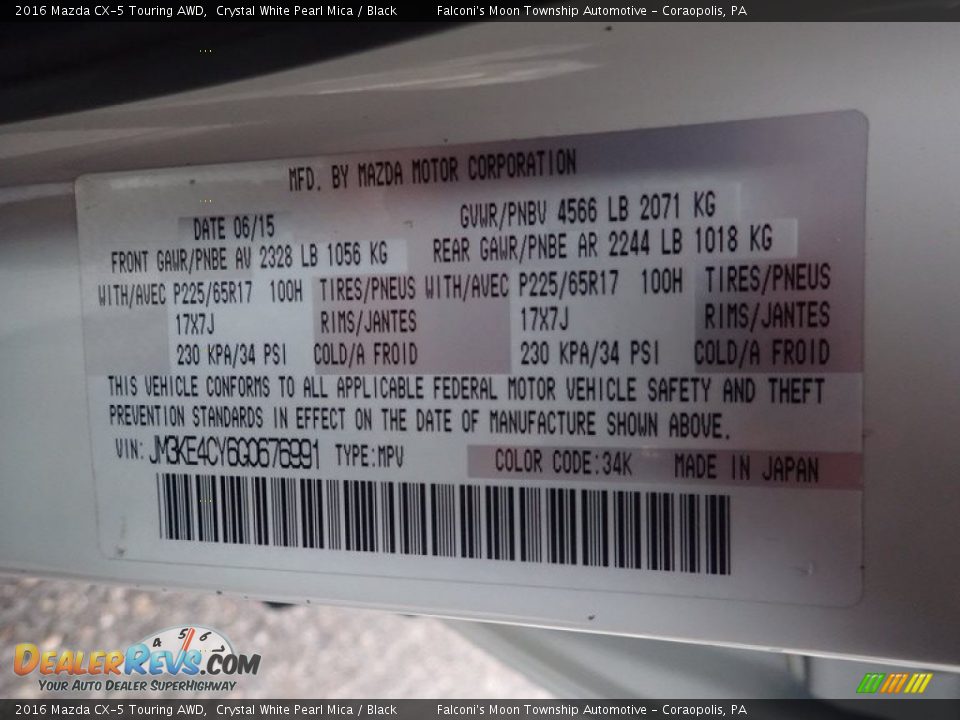 2016 Mazda CX-5 Touring AWD, Crystal White Pearl Mica / Black Falconi's Moon Township Automotive - Coraopolis, PA
MFD. BY MAZDA MOTOR CORPORATION
DATE 06/15 GVWR/PNBV 4566 LB 2071 KG
FRONT GAWR/PNBE AV 2328 LB 1056 KG REAR GAWR/PNBE AR 2244 LB 1018 KG
WITH/AVEC P225/65R17 100H TIRES/PNEUS WITH/AVEC P225/65R17 100H TIRES/PNEUS
17X7J RIMS/JANTES 17X7J RIMS/JANTES
230 KPA/34 PSI COLD/A FROID 230 KPA/34 PSI COLD/A FROID
THIS VEHICLE CONFORMS TO ALL APPLICABLE FEDERAL MOTOR VEHICLE SAFETY AND THEFT
PREVENTION STANDARDS IN EFFECT ON THE DATE OF MANUFACTURE SHOWN ABOVE.
VIN: JM3KE4CY6G0676991 TYPE:MPV COLOR CODE:34K MADE IN JAPAN
4 5 6
DEALERREVS.COM
YOUR AUTO DEALER SUPERHIGHWAY
2016 Mazda CX-5 Touring AWD, Crystal White Pearl Mica / Black Falconi's Moon Township Automotive - Coraopolis, PA